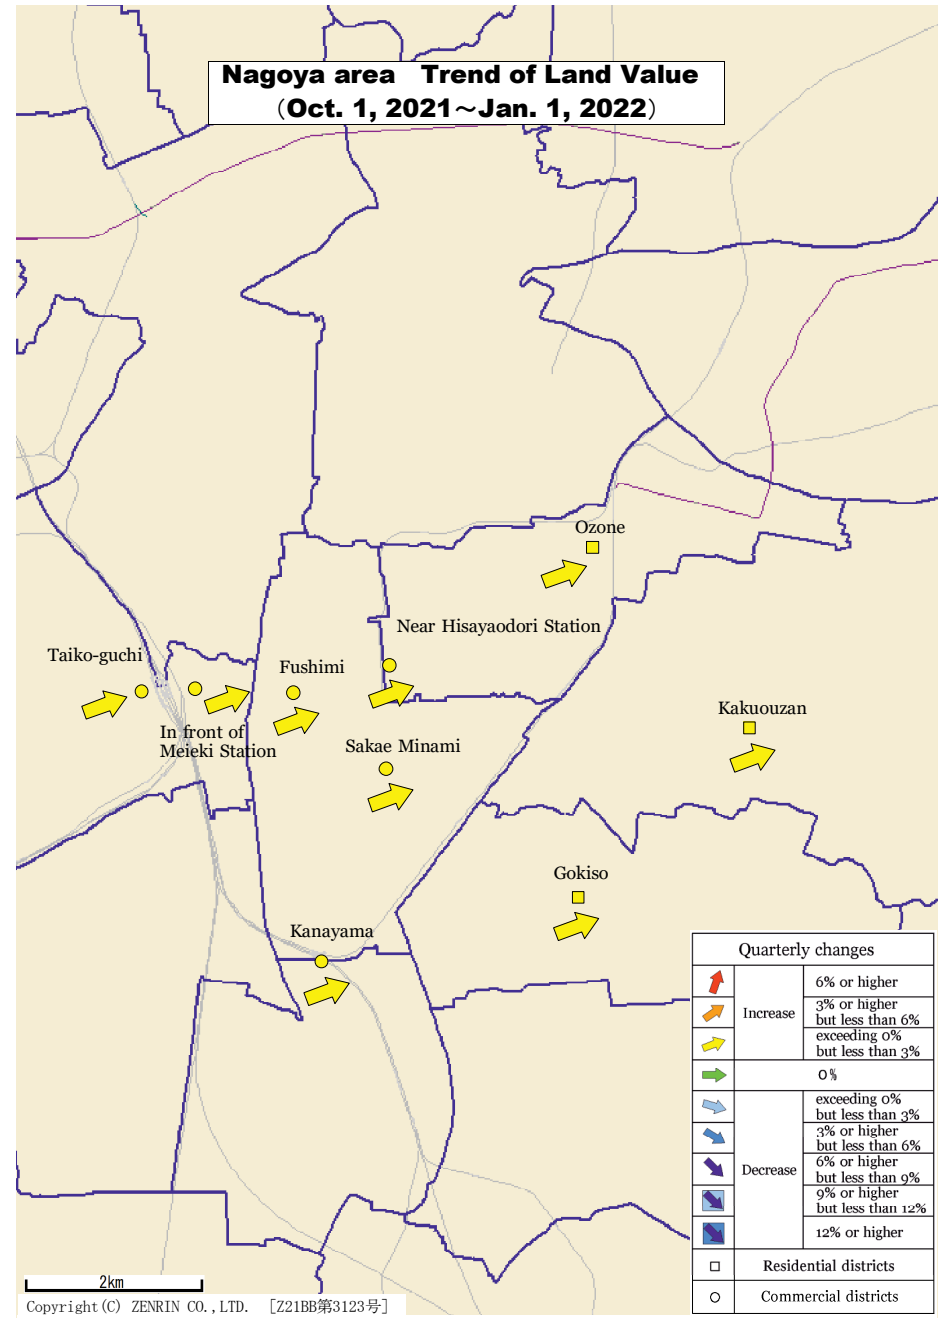 Nagoya area   Trend of Land Value
（Oct. 1, 2021～Jan. 1, 2022）
Ozone
Near Hisayaodori Station
Taiko-guchi
Fushimi
Kakuouzan
In front of
Meieki Station
Sakae Minami
Gokiso
Kanayama
Quarterly changes
Increase
6% or higher
3% or higher
but less than 6%
exceeding 0%
but less than 3%
0%
Decrease
exceeding 0%
but less than 3%
3% or higher
but less than 6%
6% or higher
but less than 9%
9% or higher
but less than 12%
12% or higher
Residential districts
Commercial districts
2km
Copyright(C) ZENRIN CO.,LTD. [Z21BB第3123号]